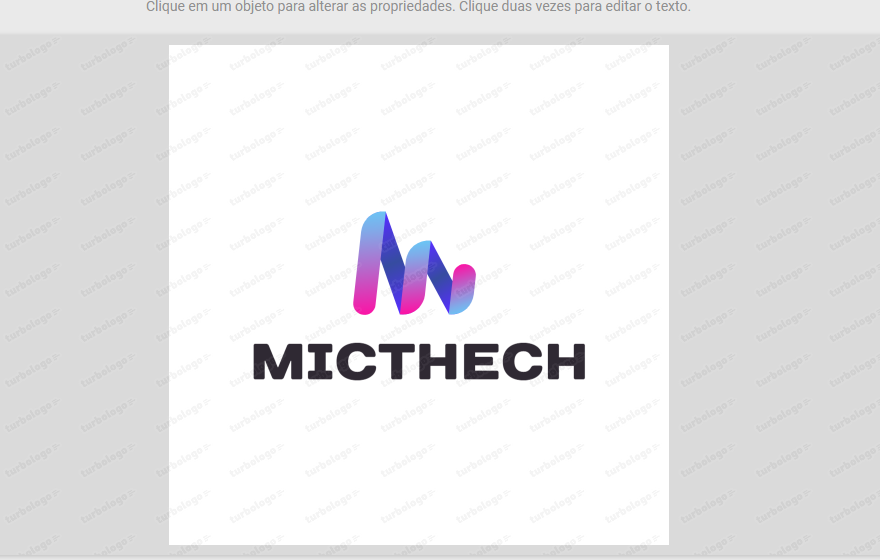 Clique em um objeto para alterar as propriedades. Clique duas vezes para editar o texto.
MICTHECH
turbologo